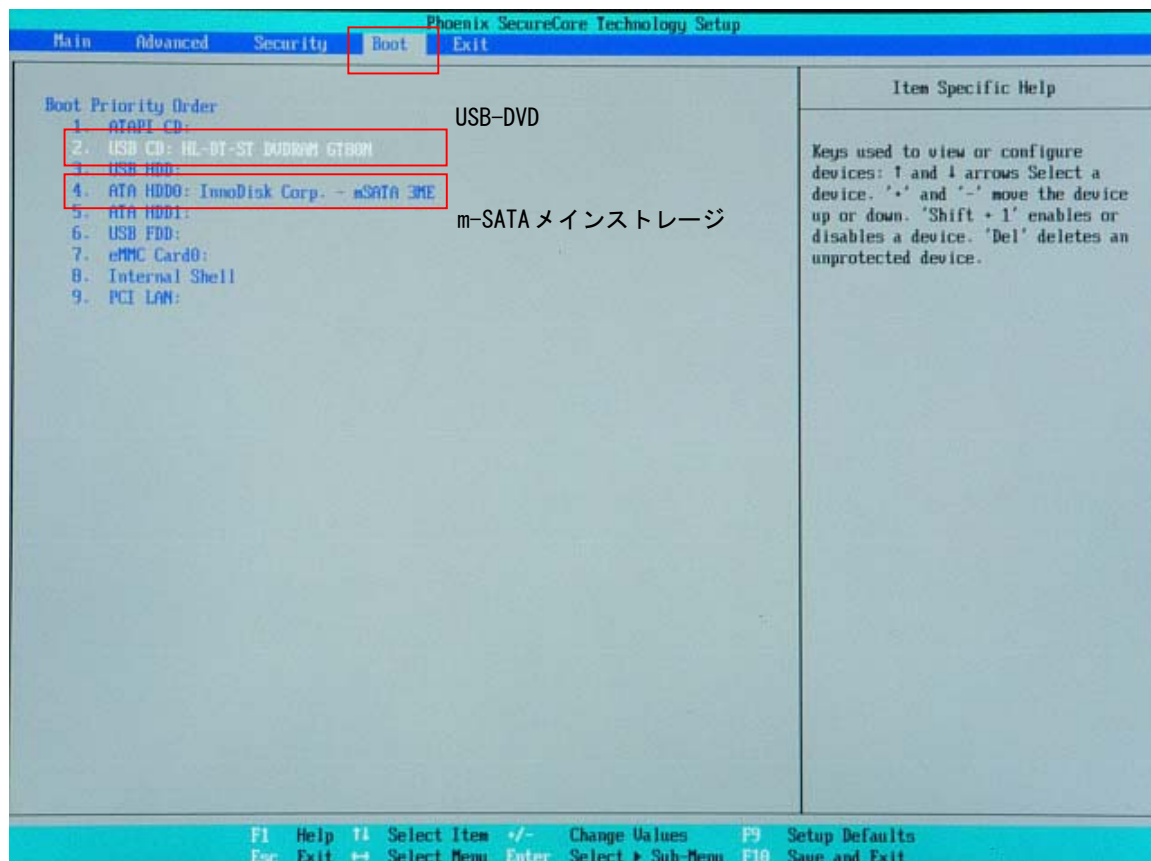 Phoenix SecureCore Technology Setup
Main Advanced Security Boot Exit
Boot Priority Order
1. ATAPI CD:
2. USB CD: HL-DT-ST DVDRAM GT80N
3. USB HDD:
4. ATA HDD0: InnoDisk Corp. - mSATA 3ME
5. ATA HDD1:
6. USB FDD:
7. eMMC Card0:
8. Internal Shell
9. PCI LAN:
USB-DVD
m-SATAメインストレージ
Item Specific Help
Keys used to view or configure
devices: ↑ and ↓ arrows Select a
device. '+' and '-' move the device
up or down. 'Shift + 1' enables or
disables a device. 'Del' deletes an
unprotected device.
F1 Help ↑↓ Select Item +/- Change Values F9 Setup Defaults
Esc Exit ↔ Select Menu Enter Select ▶ Sub-Menu F10 Save and Exit